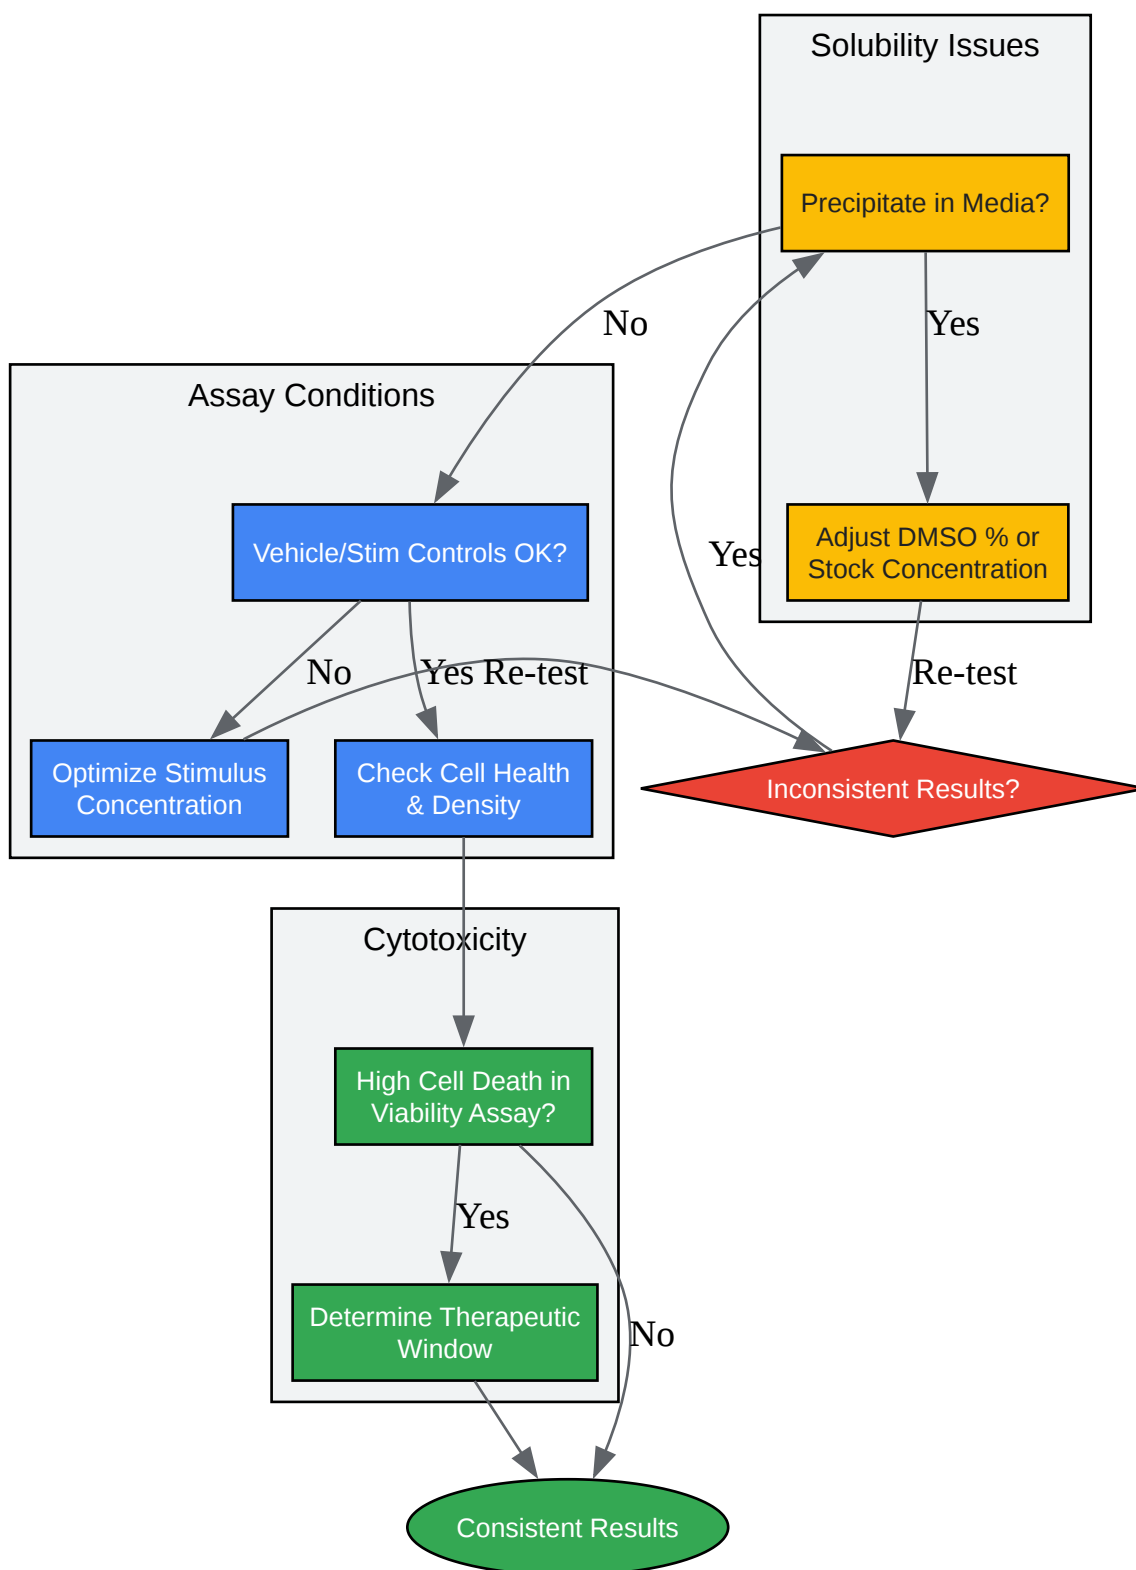 Solubility Issues
Precipitate in Media?
No
Yes
Assay Conditions
Vehicle/Stim Controls OK?
Yes
Adjust DMSO % or
Stock Concentration
No
Yes
Re-test
Re-test
Optimize Stimulus
Concentration
Check Cell Health
& Density
Inconsistent Results?
Cytotoxicity
High Cell Death in
Viability Assay?
Yes
Determine Therapeutic
Window
No
Consistent Results